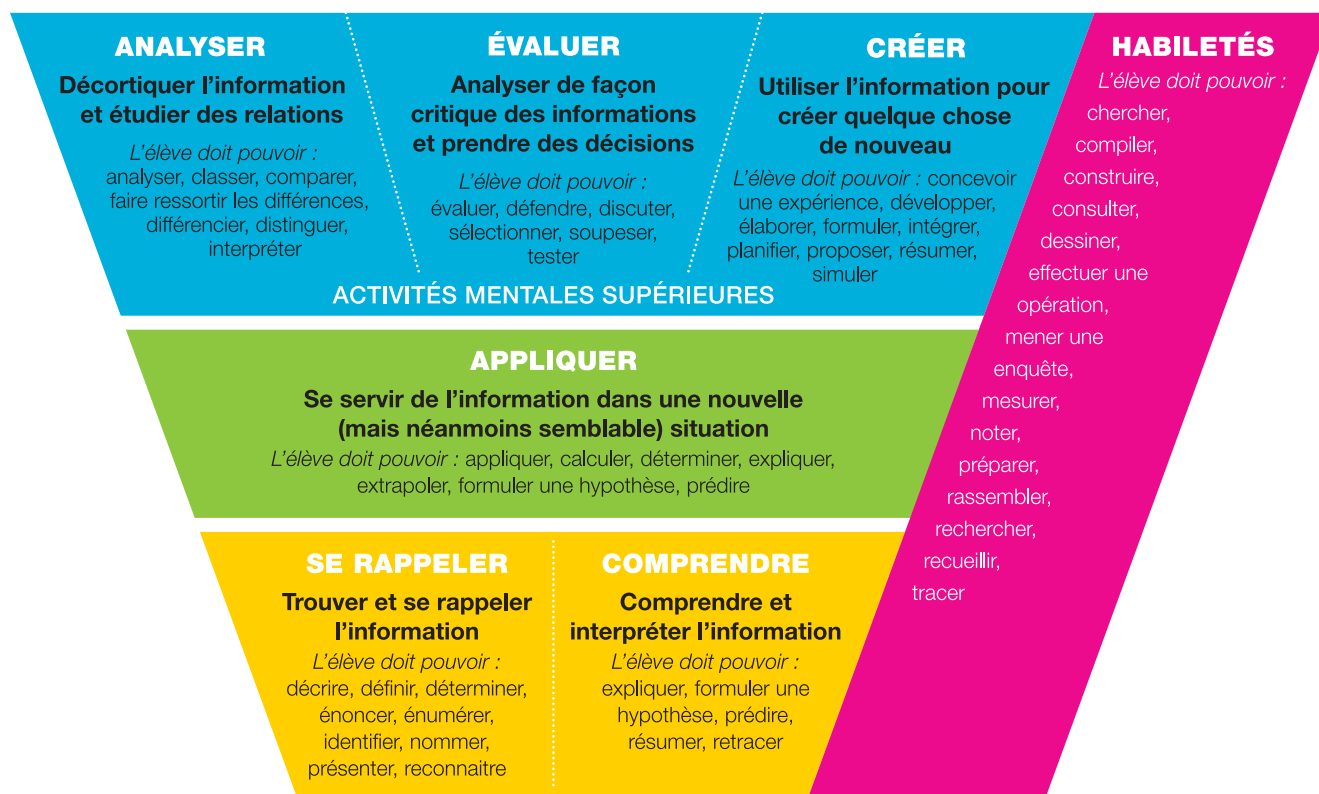 ANALYSER
Décortiquer l’information
et étudier des relations
L’élève doit pouvoir :
analyser, classer, comparer,
faire ressortir les différences,
différencier, distinguer,
interpréter
ÉVALUER
Analyser de façon
critique des informations
et prendre des décisions
L’élève doit pouvoir :
évaluer, défendre, discuter,
sélectionner, soupeser,
tester
CRÉER
Utiliser l’information pour
créer quelque chose
de nouveau
L’élève doit pouvoir : concevoir
une expérience, développer,
élaborer, formuler, intégrer,
planifier, proposer, résumer,
simuler
ACTIVITÉS MENTALES SUPÉRIEURES
HABILETÉS
L’élève doit pouvoir :
chercher,
compiler,
construire,
consulter,
dessiner,
effectuer une
opération,
mener une
enquête,
mesurer,
noter,
préparer,
rassembler,
rechercher,
recueillir,
tracer
APPLIQUER
Se servir de l’information dans une nouvelle
(mais néanmoins semblable) situation
L’élève doit pouvoir : appliquer, calculer, déterminer, expliquer,
extrapoler, formuler une hypothèse, prédire
SE RAPPELER
Trouver et se rappeler
l’information
L’élève doit pouvoir :
décrire, définir, déterminer,
énoncer, énumérer,
identifier, nommer,
présenter, reconnaitre
COMPRENDRE
Comprendre et
interpréter l’information
L’élève doit pouvoir :
expliquer, formuler une
hypothèse, prédire,
résumer, retracer